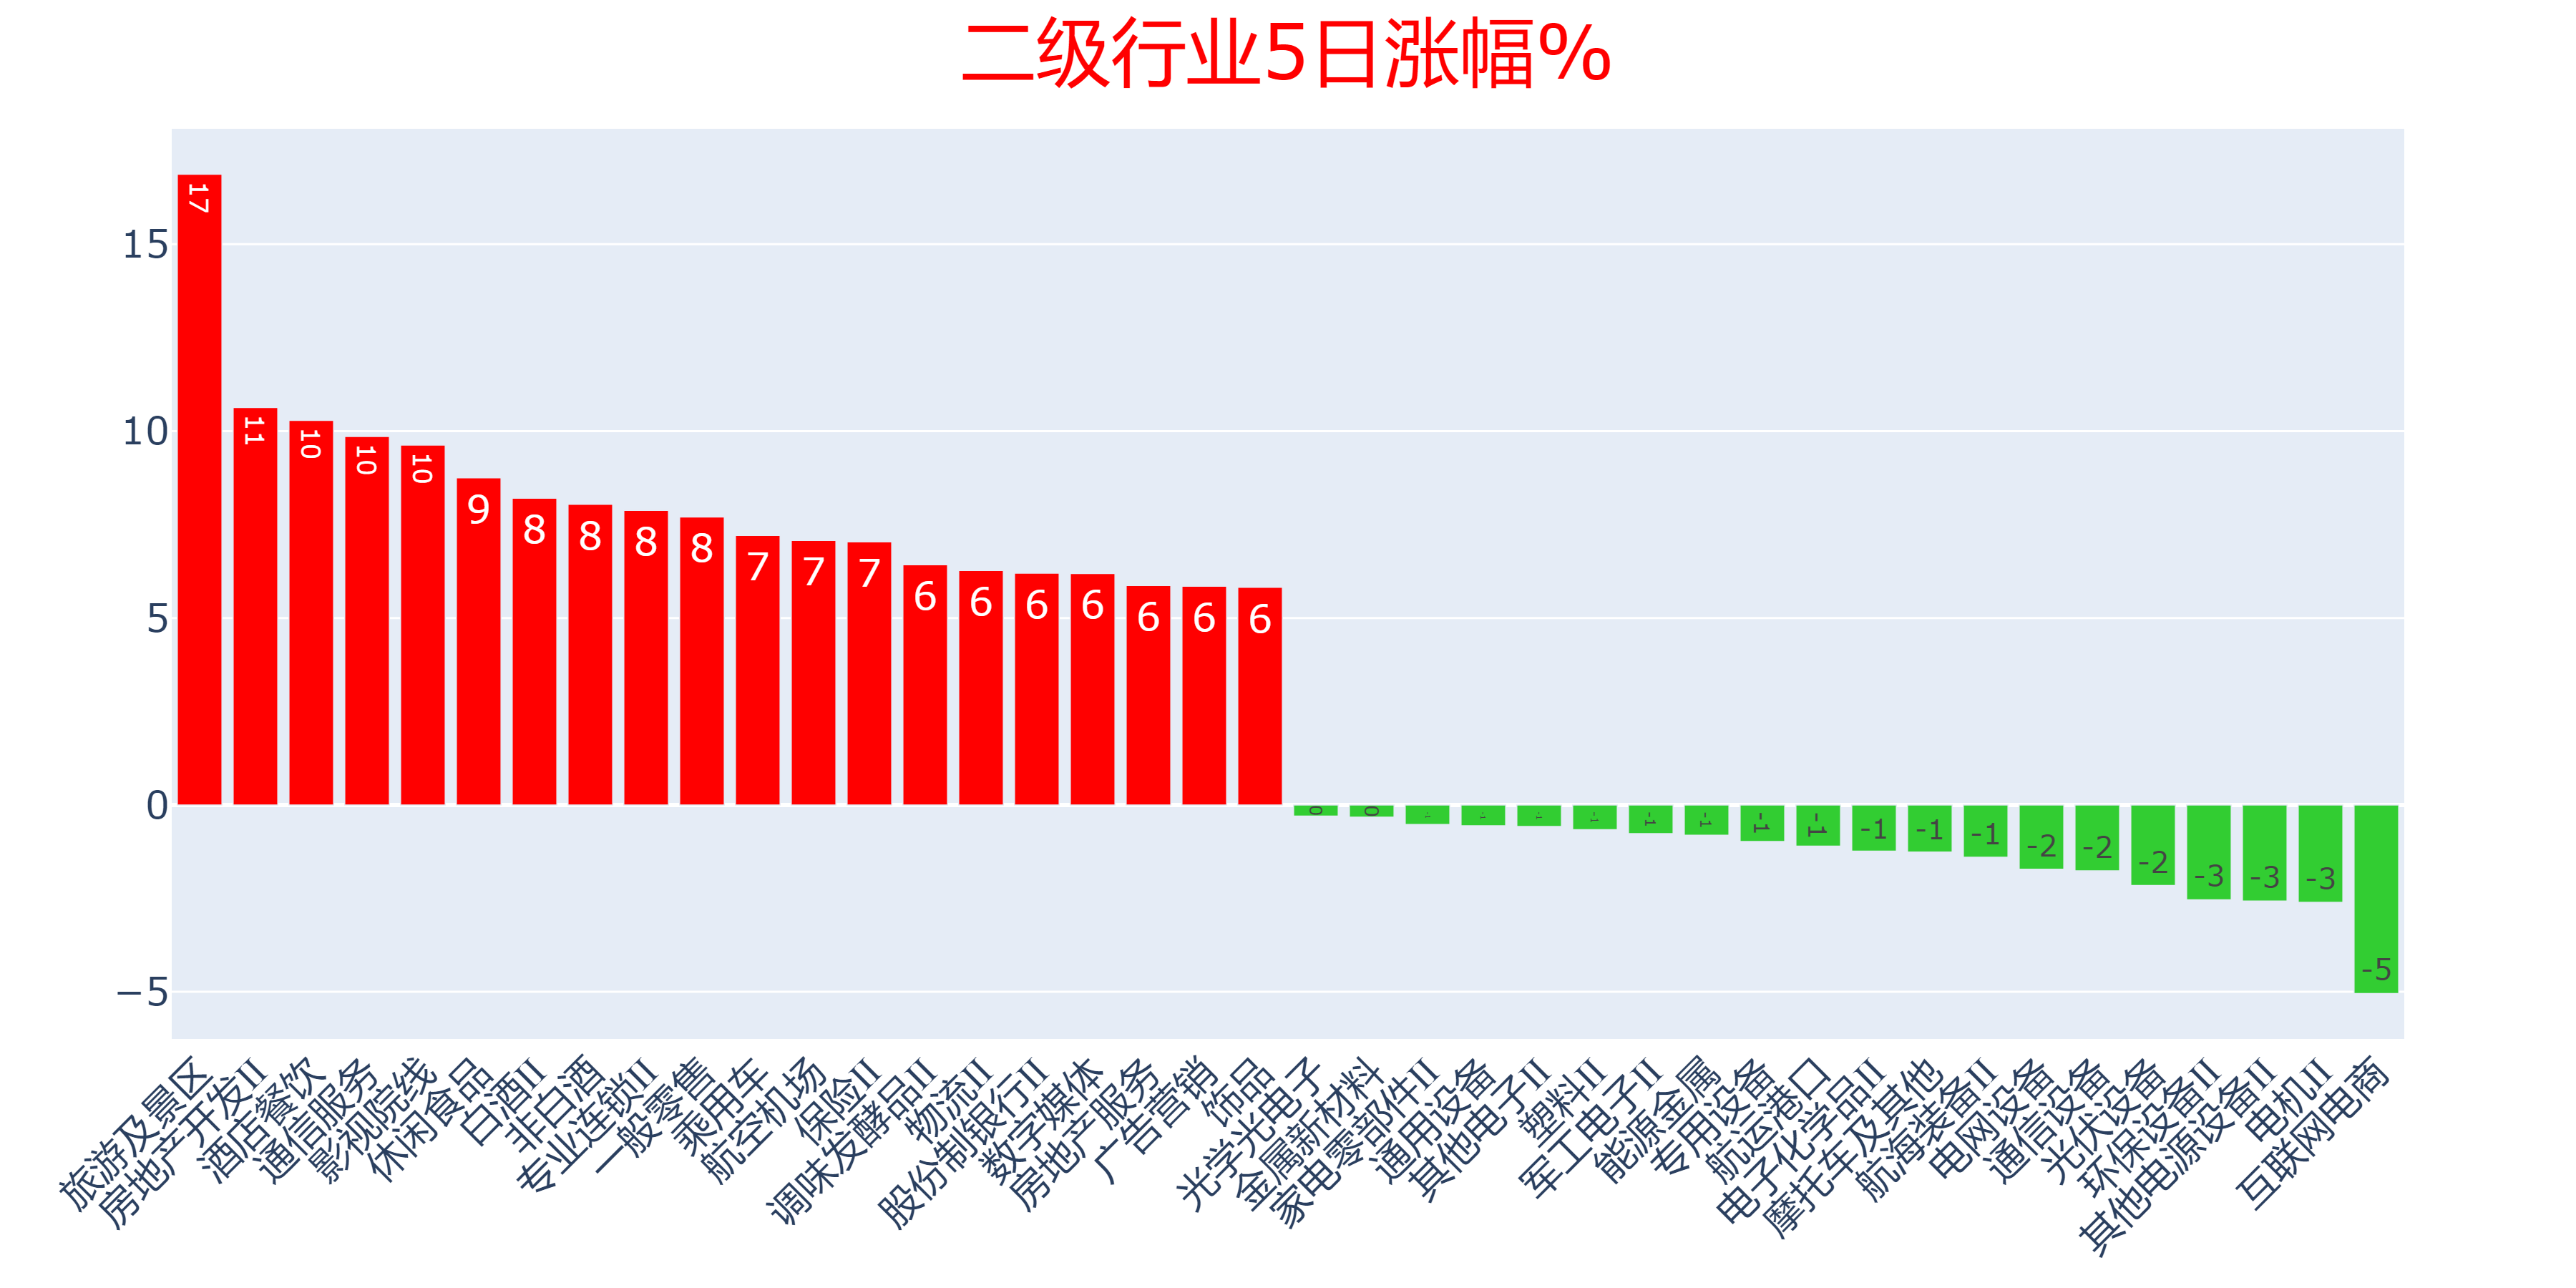 二级行业5日涨幅%
15
10
5
0
−5
17
11
10
10
10
9
8
8
8
8
7
7
7
6
6
6
6
6
6
6
0
0
-1
-1
-1
-1
-1
-1
-1
-1
-1
-1
-1
-2
-2
-2
-3
-3
-3
-5
旅游及景区
房地产开发Ⅱ
酒店餐饮
通信服务
影视院线
休闲食品
白酒Ⅱ
非白酒
专业连锁Ⅱ
一般零售
乘用车
航空机场
保险Ⅱ
调味发酵品Ⅱ
物流Ⅱ
股份制银行Ⅱ
数字媒体
房地产服务
广告营销
饰品
光学光电子
金属新材料
家电零部件Ⅱ
通用设备
其他电子Ⅱ
塑料Ⅱ
军工电子Ⅱ
能源金属
专用设备
航运港口
电子化学品Ⅱ
摩托车及其他
航海装备Ⅱ
电网设备
通信设备
光伏设备
环保设备Ⅱ
其他电源设备Ⅱ
电机Ⅱ
互联网电商